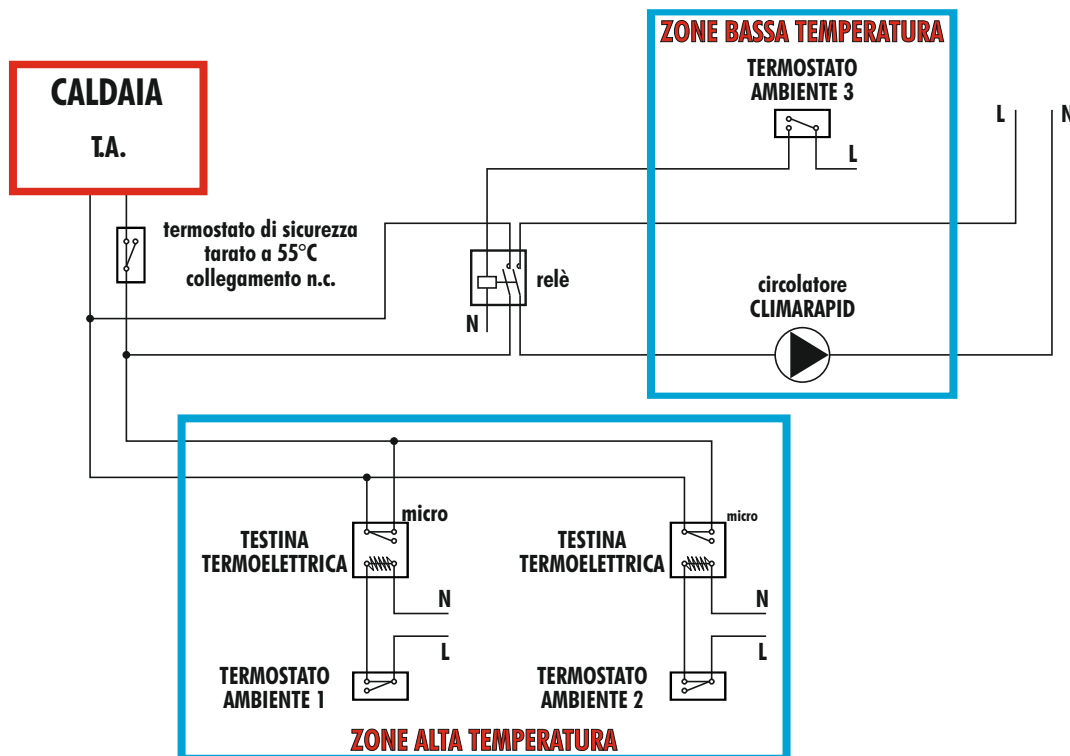 ZONE BASSA TEMPERATURA
CALDAIA
T.A.
TERMOSTATO
AMBIENTE 3
L
L
N
termostato di sicurezza
tarato a 55°C
collegamento n.c.
relè
N
circolatore
CLIMARAPID
micro
TESTINA
TERMOELETTRICA
N
L
TERMOSTATO
AMBIENTE 1
micro
TESTINA
TERMOELETTRICA
N
L
TERMOSTATO
AMBIENTE 2
ZONE ALTA TEMPERATURA